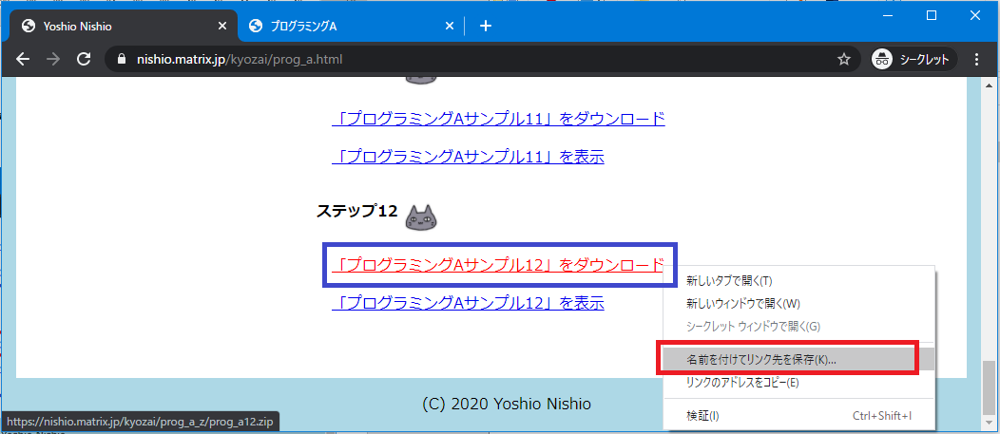 Yoshio Nishio
プログラミングA
nishio.matrix.jp/kyozai/prog_a.html
シークレット
「プログラミングAサンプル11」をダウンロード
「プログラミングAサンプル11」を表示
ステップ12
「プログラミングAサンプル12」をダウンロード
「プログラミングAサンプル12」を表示
新しいタブで開く(T)
新しいウィンドウで開く(W)
シークレット ウィンドウで開く(G)
名前を付けてリンク先を保存(K)...
リンクのアドレスをコピー(E)
検証(I) Ctrl+Shift+I
(C) 2020 Yoshio Nishio
https://nishio.matrix.jp/kyozai/prog_a_z/prog_a12.zip